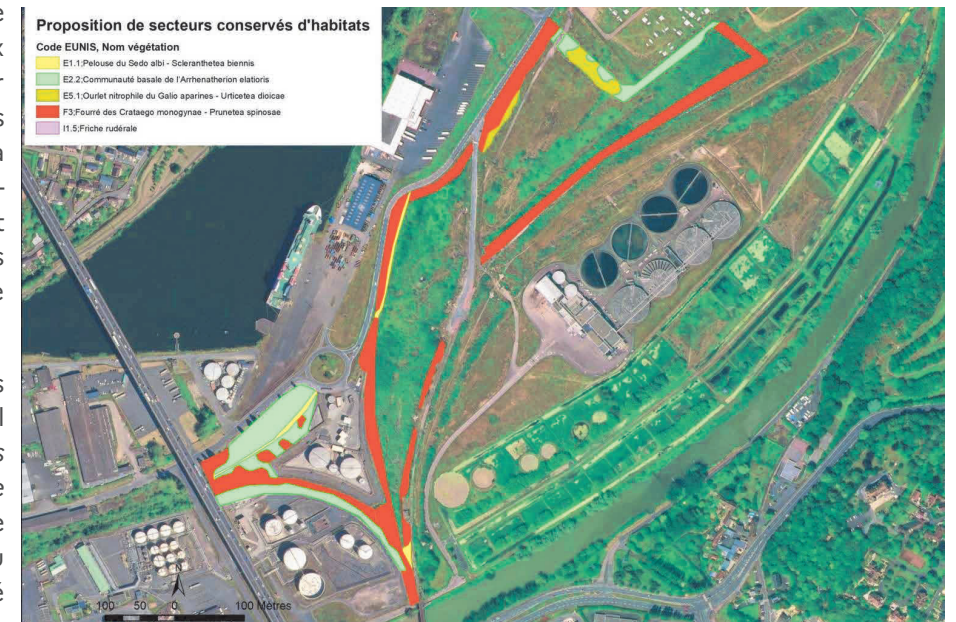 Proposition de secteurs conservés d'habitats
Code EUNIS, Nom végétation
E1.1;Pelouse du Sedo albi - Scleranthetea biennis
E2.2;Communauté basale de l'Arrhenatherion elatioris
E5.1;Ourlet nitrophile du Galio aparines - Urticetea dioicae
F3;Fourré des Crataego monogynae - Prunetea spinosae
I1.5;Friche rudérale
N
100 50 0 100 Mètres